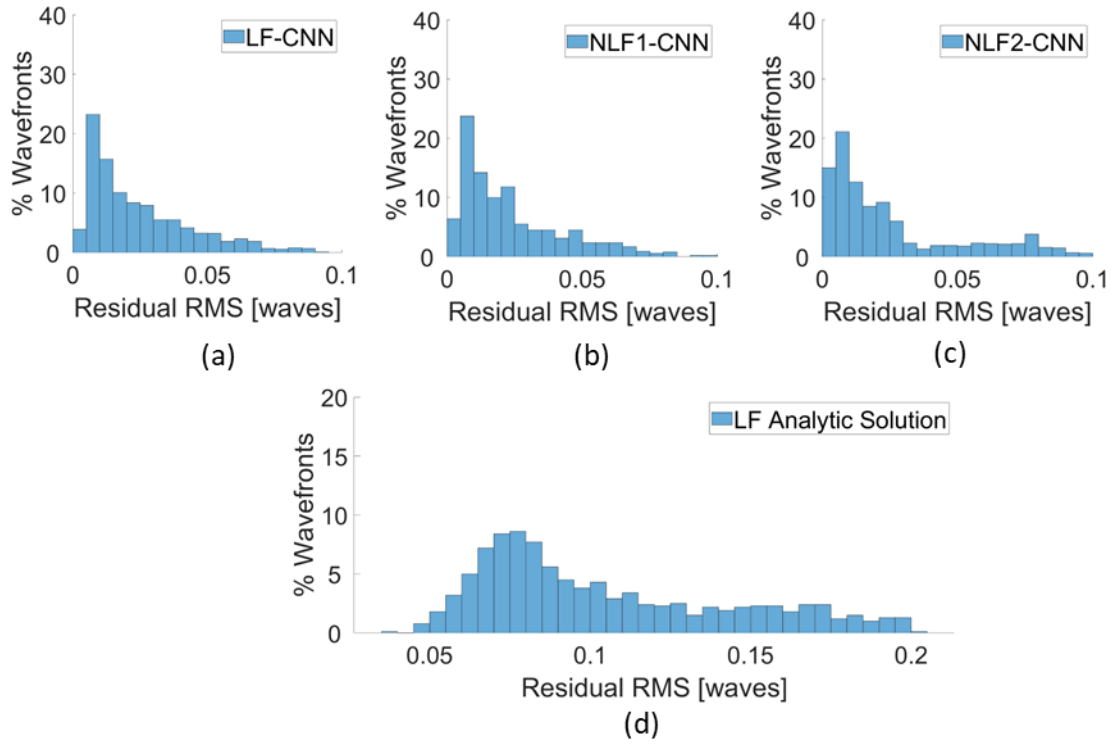 LF-CNN
% Wavefronts
40
30
20
10
0
0
0.05
0.1
Residual RMS [waves]
(a)
NLF1-CNN
% Wavefronts
40
30
20
10
0
0
0.05
0.1
Residual RMS [waves]
(b)
NLF2-CNN
% Wavefronts
40
30
20
10
0
0
0.05
0.1
Residual RMS [waves]
(c)
LF Analytic Solution
% Wavefronts
20
15
10
5
0
0.05
0.1
0.15
0.2
Residual RMS [waves]
(d)